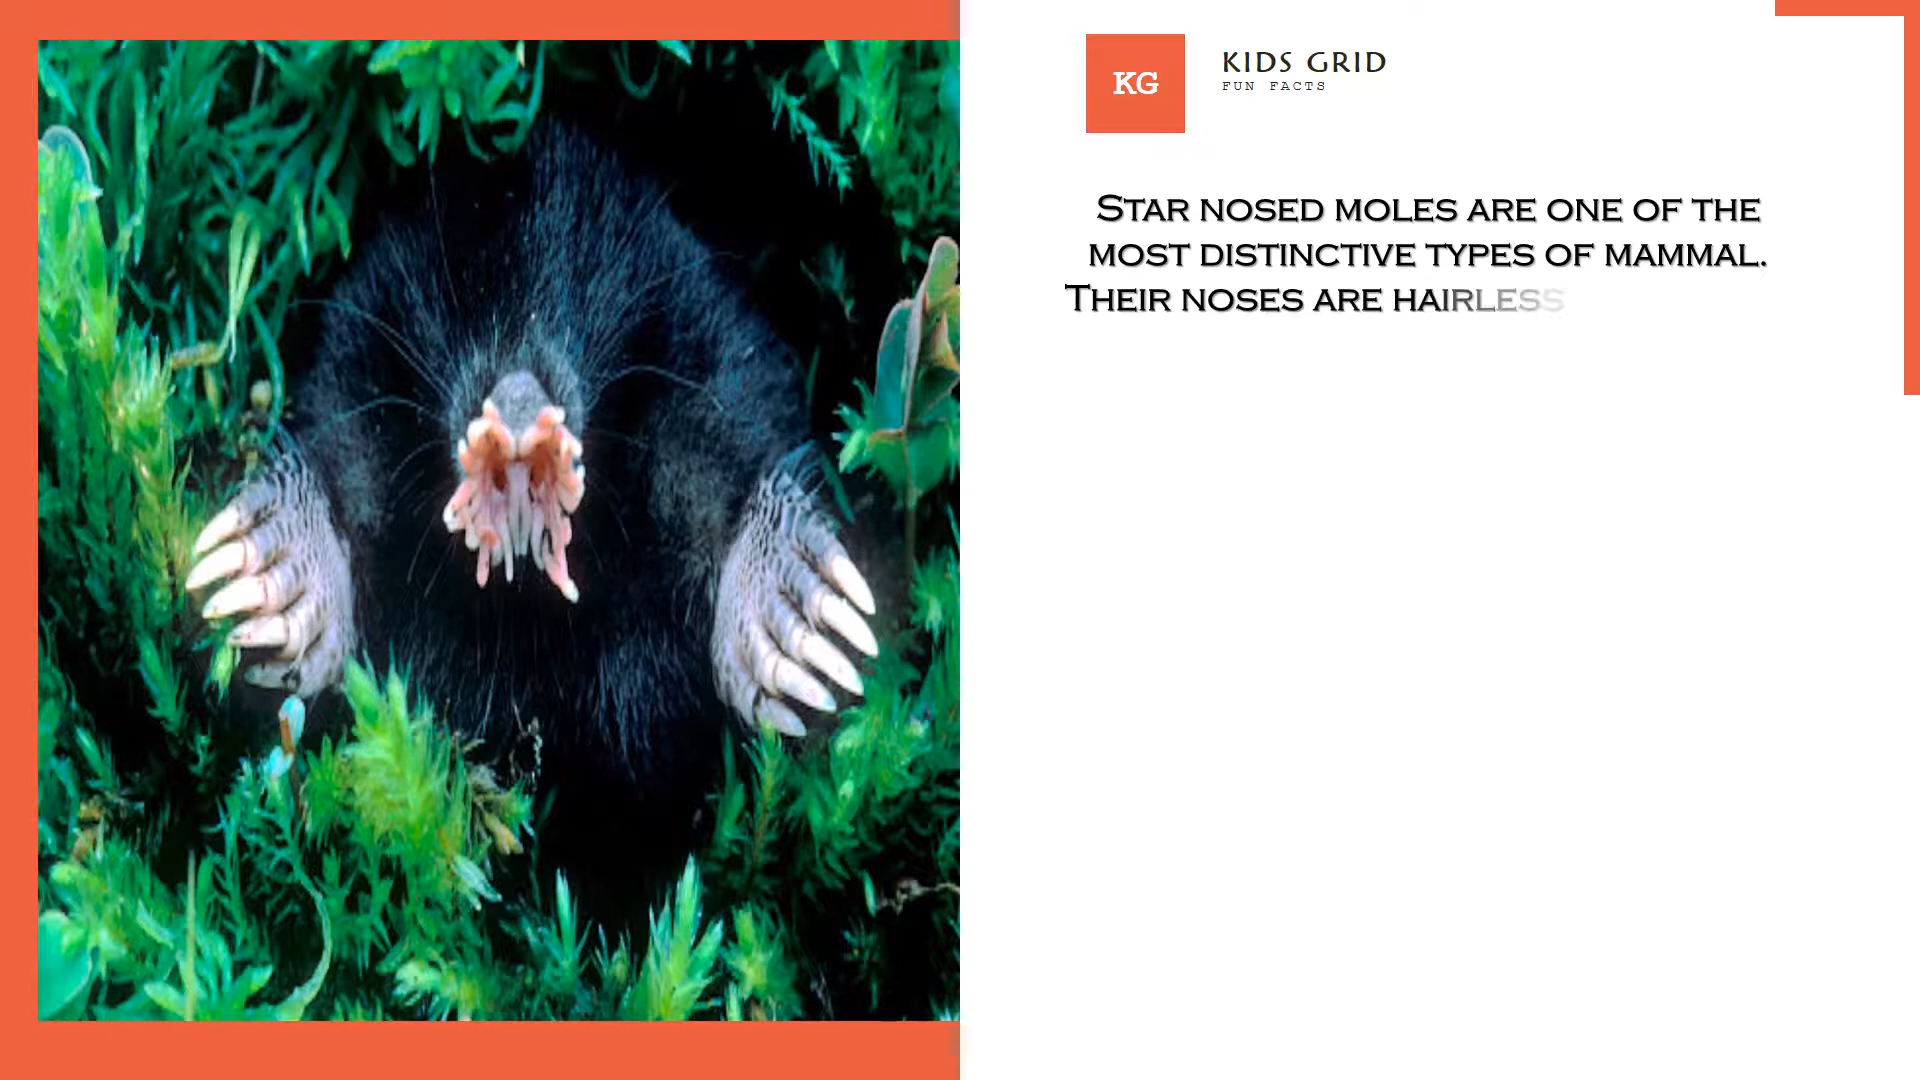 KG
KIDS GRID
FUN FACTS
STAR NOSED MOLES ARE ONE OF THE
MOST DISTINCTIVE TYPES OF MAMMAL.
THEIR NOSES ARE HAIRLESS